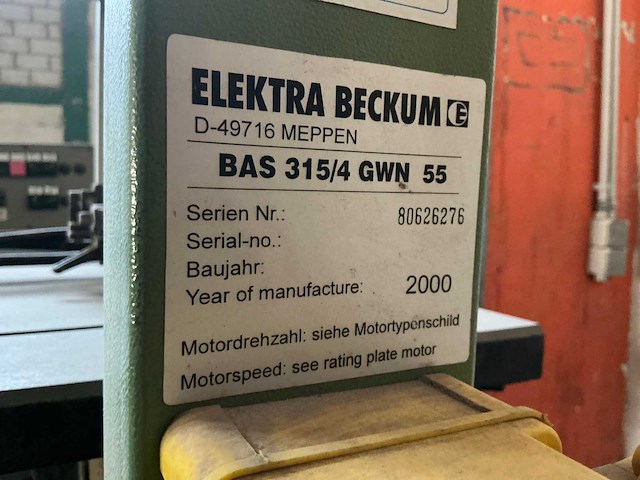 ELEKTRA BECKUM
D-49716 MEPPEN
BAS 315/4 GWN 55
Serien Nr.: 80626276
Serial-no.:
Baujahr:
Year of manufacture: 2000
Motordrehzahl: siehe Motortypenschild
Motorspeed: see rating plate motor